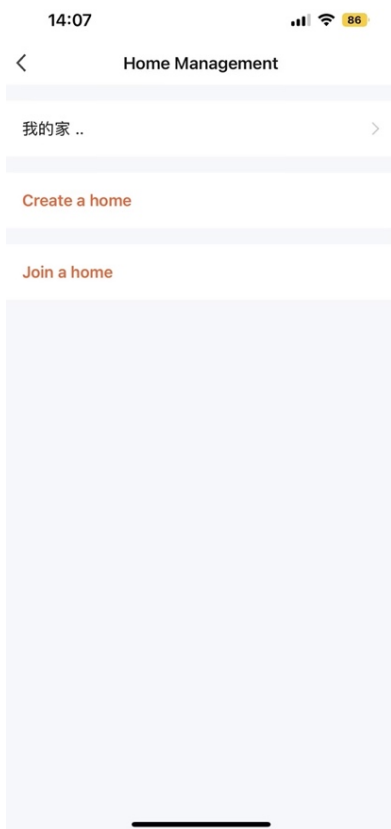 14:07
86
Home Management
我的家 ..
Create a home
Join a home